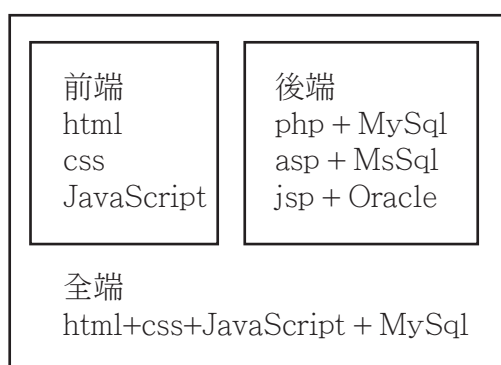 前端
html
css
JavaScript
後端
php + MySql
asp + MsSql
jsp + Oracle
全端
html+css+JavaScript + MySql